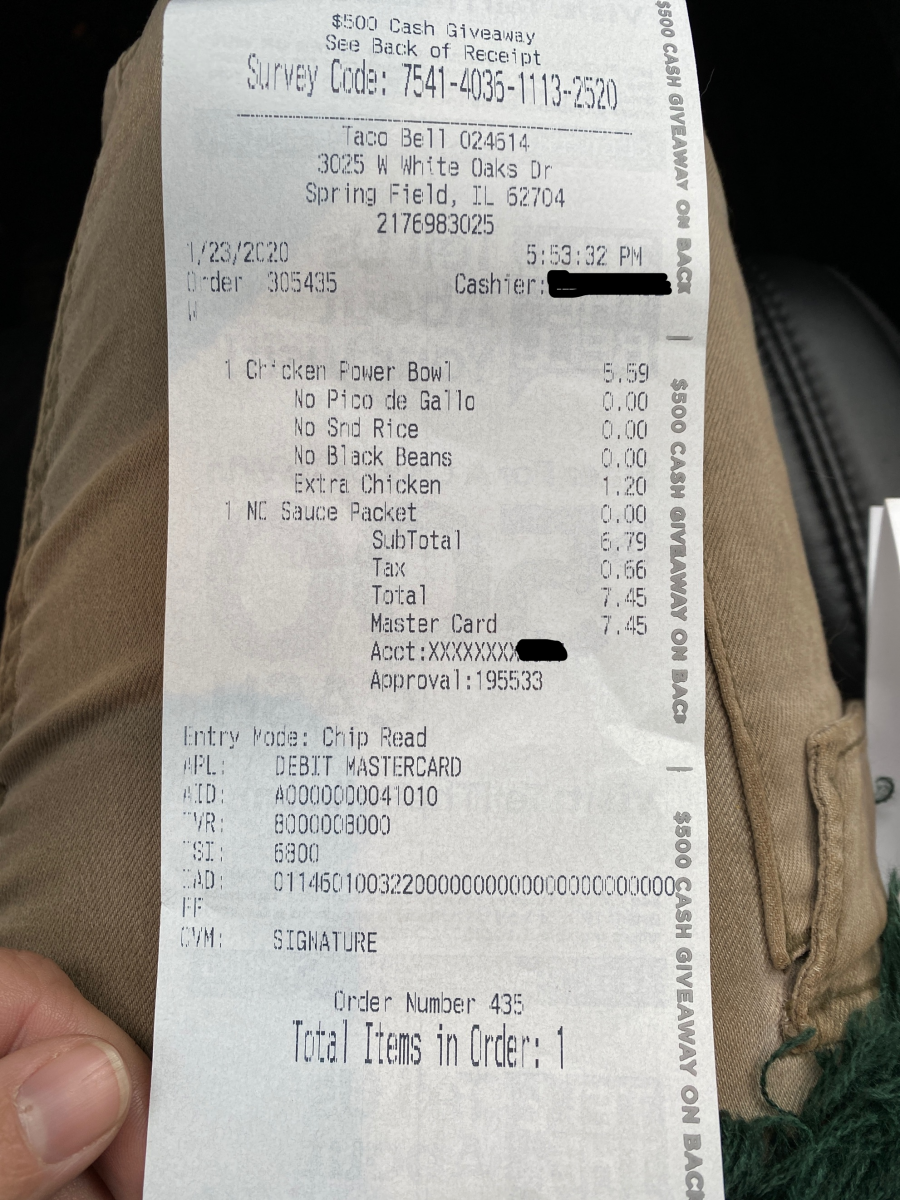 $500 Cash Giveaway
See Back of Receipt
Survey Code: 7541-4036-1113-2520
Taco Bell 024614
3025 W White Oaks Dr
Spring Field, IL 62704
2176983025
1/23/2020 5:53:32 PM
Order 305435 Cashier:
W
1 Chicken Power Bowl 5.59
No Pico de Gallo 0.00
No Snd Rice 0.00
No Black Beans 0.00
Extra Chicken 1.20
1 NO Sauce Packet 0.00
SubTotal 6.79
Tax 0.66
Total 7.45
Master Card 7.45
Acct:XXXXXXXX
Approval:195533
Entry Mode: Chip Read
APL: DEBIT MASTERCARD
AID: A0000000041010
TVR: 8000008000
TSI: 6800
IAD: 0114601003220000000000000000000000
FF
CVM: SIGNATURE
Order Number 435
Total Items in Order: 1
$500 CASH GIVEAWAY ON BACK
|
$500 CASH GIVEAWAY ON BACK
|
$500 CASH GIVEAWAY ON BACK